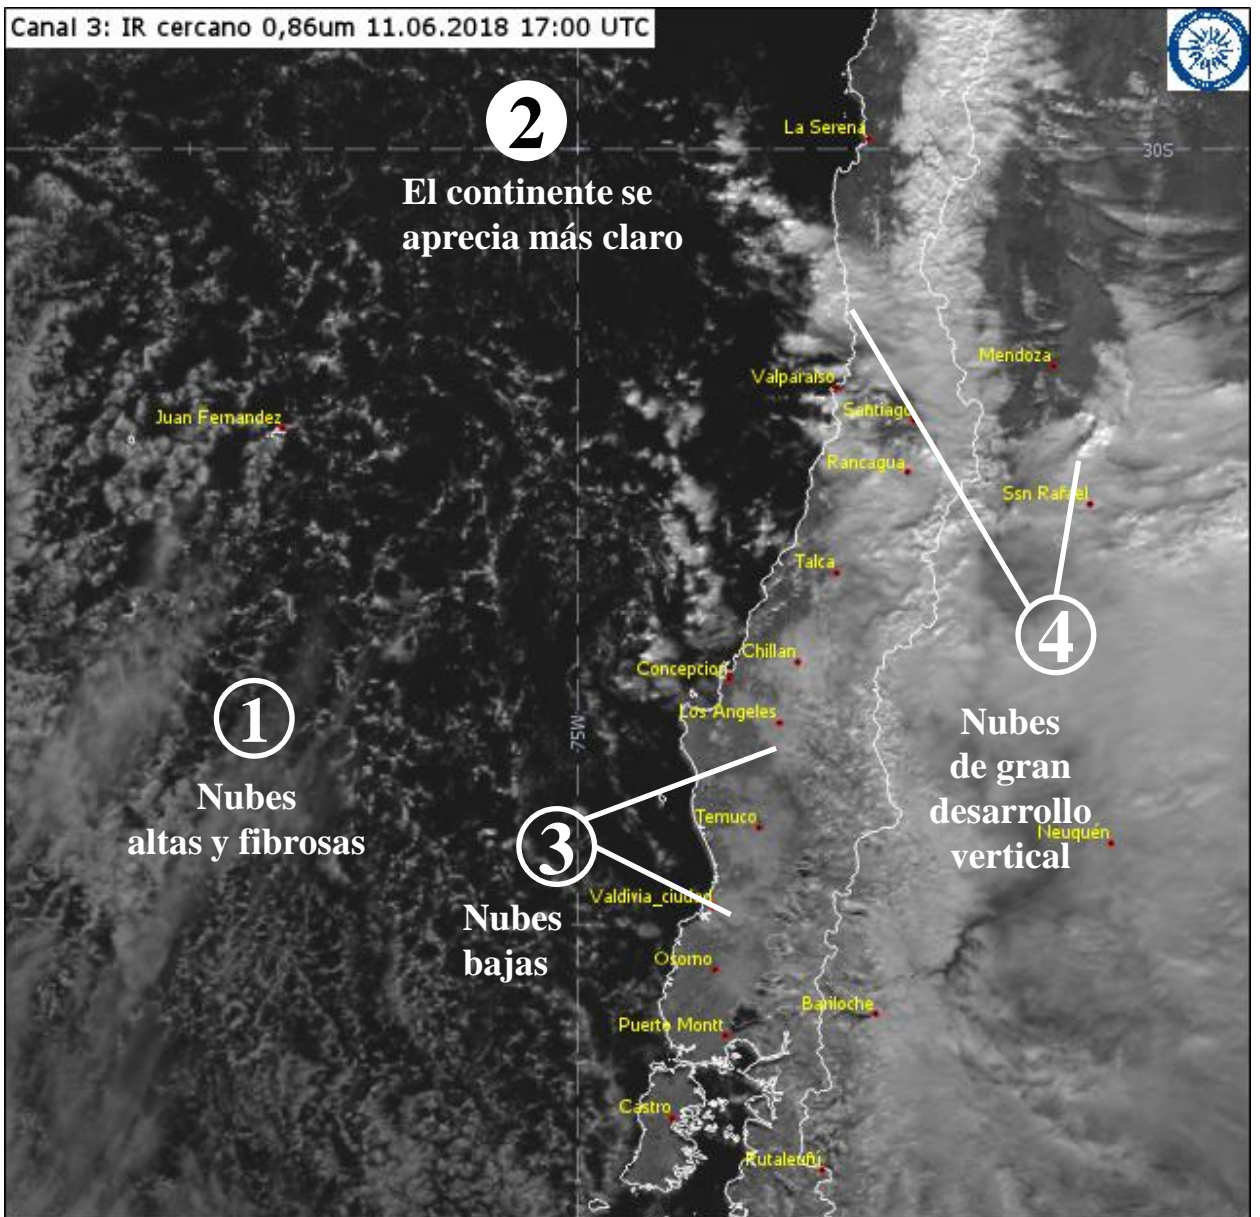 Canal 3: IR cercano 0,86um 11.06.2018 17:00 UTC
2
El continente se
aprecia más claro
La Serena
30S
Mendoza
Valparaiso
Santiago
Juan Fernandez
Rancagua
Ssn Rafael
Talca
4
Chillan
Concepcion
Los Angeles
75W
1
Nubes
altas y fibrosas
Nubes
de gran
desarrollo
vertical
Temuco
3
Neuquén
Valdivia_ciudad
Nubes
bajas
Osorno
Bariloche
Puerto Montt
Castro
Futaleufú